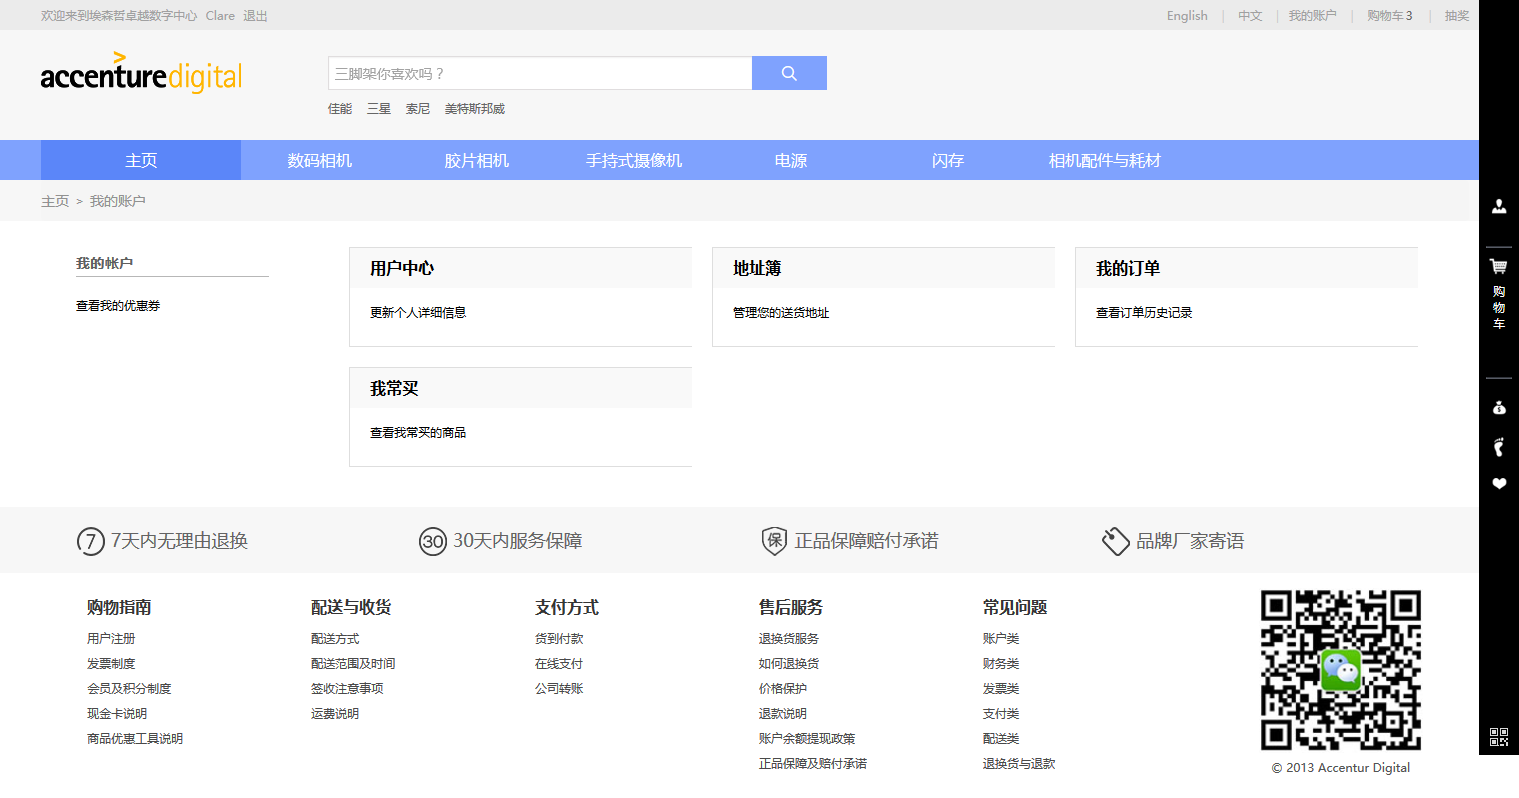 欢迎来到埃森哲卓越数字中心 Clare 退出
English | 中文 | 我的账户 | 购物车 3 | 抽奖
accenturedigital
三脚架你喜欢吗？
佳能 三星 索尼 美特斯邦威
主页 数码相机 胶片相机 手持式摄像机 电源 闪存 相机配件与耗材
主页 > 我的账户
我的帐户
查看我的优惠券
用户中心
更新个人详细信息
地址簿
管理您的送货地址
我的订单
查看订单历史记录
我常买
查看我常买的商品
购物车
7 7天内无理由退换
30 30天内服务保障
保 正品保障赔付承诺
品牌厂家寄语
购物指南
用户注册
发票制度
会员及积分制度
现金卡说明
商品优惠工具说明
配送与收货
配送方式
配送范围及时间
签收注意事项
运费说明
支付方式
货到付款
在线支付
公司转账
售后服务
退换货服务
如何退换货
价格保护
退款说明
账户余额提现政策
正品保障及赔付承诺
常见问题
账户类
财务类
发票类
支付类
配送类
退换货与退款
© 2013 Accentur Digital